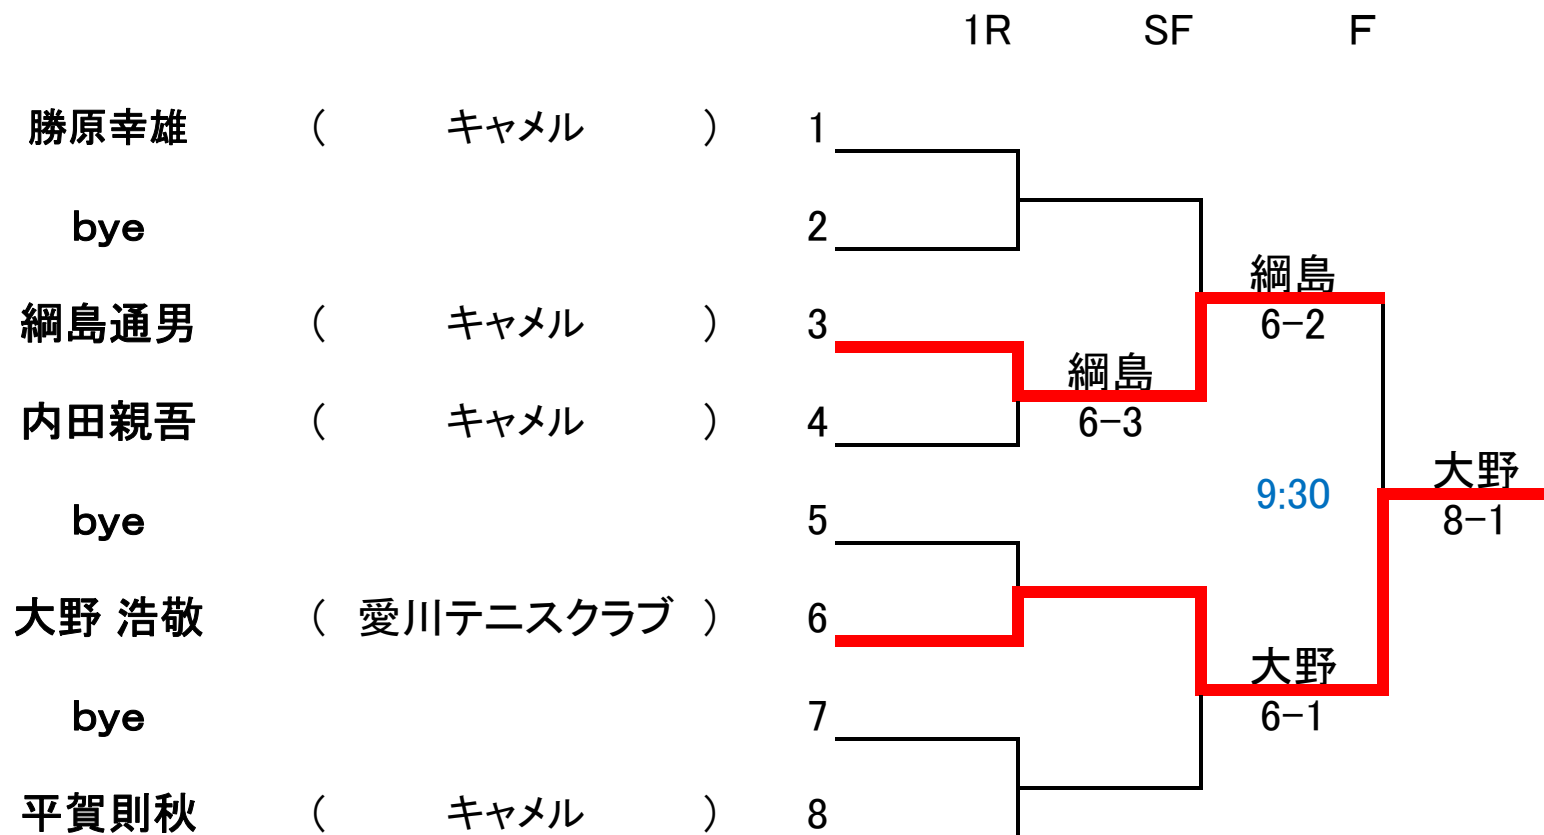 1R SF F
勝原幸雄 ( キャメル ) 1
bye 2
綱島
綱島通男 ( キャメル ) 3 6-2
綱島
内田親吾 ( キャメル ) 4 6-3
大野
9:30
bye 5 8-1
大野 浩敬 ( 愛川テニスクラブ ) 6
大野
bye 7 6-1
平賀則秋 ( キャメル ) 8